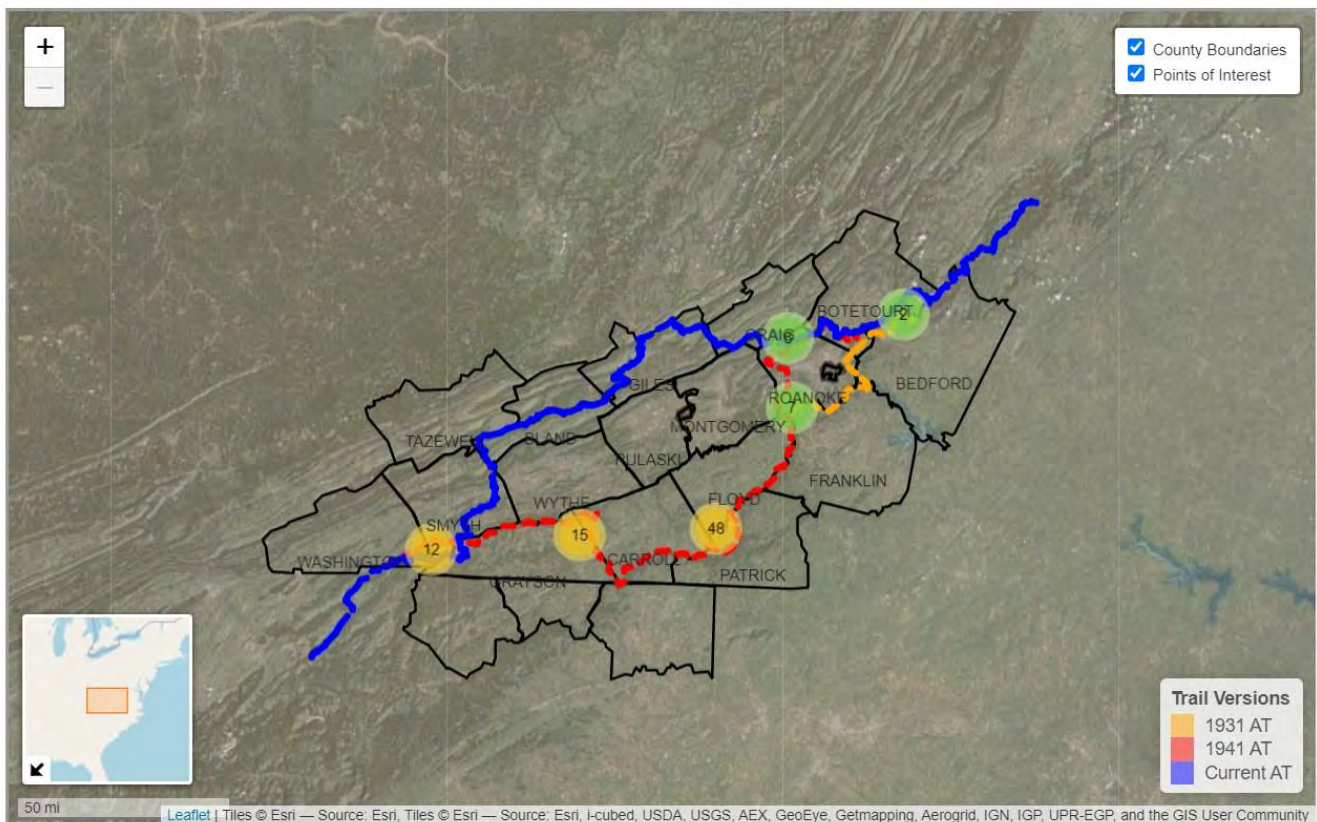 +
−
County Boundaries
Points of Interest
BOTETOURT
2
CRAIG
6
GILES
BEDFORD
ROANOKE
7
MONTGOMERY
TAZEWELL
BLAND
PULASKI
FRANKLIN
WYTHE
FLOYD
SMYTH
48
15
12
WASHINGTON
CARROLL
PATRICK
GRAYSON
Trail Versions
1931 AT
1941 AT
Current AT
50 mi
Leaflet | Tiles © Esri — Source: Esri, Tiles © Esri — Source: Esri, i-cubed, USDA, USGS, AEX, GeoEye, Getmapping, Aerogrid, IGN, IGP, UPR-EGP, and the GIS User Community